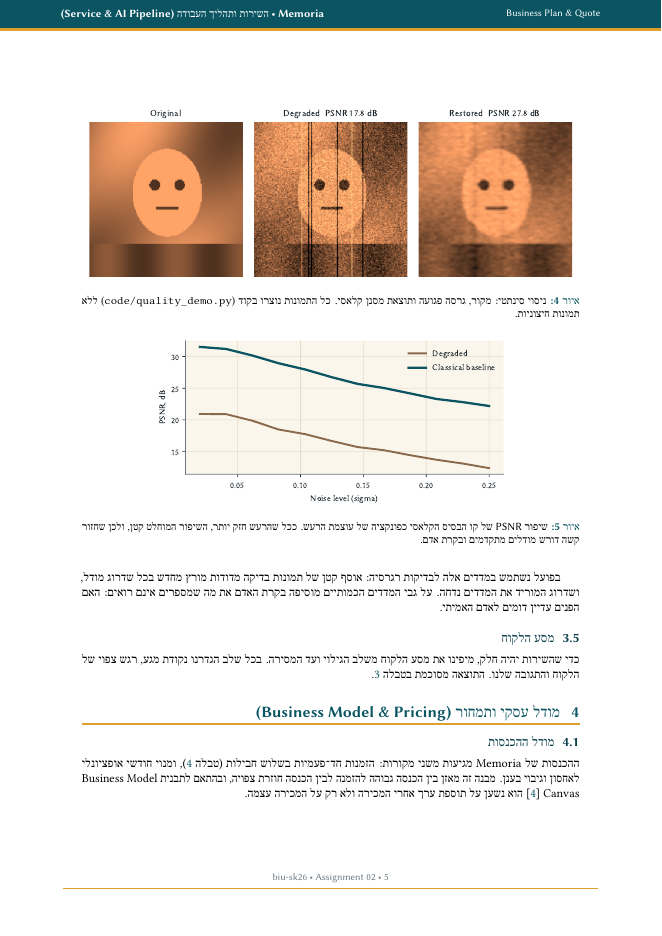 Memoria • השירות ותהליך העבודה (Service & AI Pipeline)
Business Plan & Quote
Original
Degraded PSNR 17.8 dB
Restored PSNR 27.8 dB
איור 4: ניסוי סינתטי: מקור, גרסה פגועה ותוצאת מסנן קלאסי. כל התמונות נוצרו בקוד (code/quality_demo.py) ללא
תמונות חיצוניות.
PSNR, dB
30
25
20
15
Degraded
Classical baseline
0.05
0.10
0.15
0.20
0.25
Noise level (sigma)
איור 5: שיפור PSNR של קו הבסיס הקלאסי כפונקציה של עוצמת הרעש. ככל שהרעש חזק יותר, השיפור המוחלט קטן, ולכן שחזור
קשה דורש מודלים מתקדמים ובקרת אדם.
בפועל נשתמש במדדים אלה לבדיקות רגרסיה: אוסף קטן של תמונות בדיקה מדודות מורץ מחדש בכל שדרוג מודל,
ושדרוג המוריד את המדדים נדחה. על גבי המדדים הכמותיים מוסיפה בקרת האדם את מה שמספרים אינם רואים: האם
הפנים עדיין דומים לאדם האמיתי.
3.5 מסע הלקוח
כדי שהשירות יהיה חלק, מיפינו את מסע הלקוח משלב הגילוי ועד המסירה. בכל שלב הגדרנו נקודת מגע, רגש צפוי של
הלקוח והתגובה שלנו. התוצאה מסוכמת בטבלה 3.
4 מודל עסקי ותמחור (Business Model & Pricing)
4.1 מודל ההכנסות
ההכנסות של Memoria מגיעות משני מקורות: הזמנות חד־פעמיות בשלוש חבילות (טבלה 4), ומנוי חודשי אופציונלי
לאחסון וגיבוי בענן. מבנה זה מאזן בין הכנסה גבוהה להזמנה לבין הכנסה חוזרת צפויה, ובהתאם לתבנית Business Model
Canvas [4] הוא נשען על תוספת ערך אחרי המכירה ולא רק על המכירה עצמה.
biu-sk26 • Assignment 02 • 5